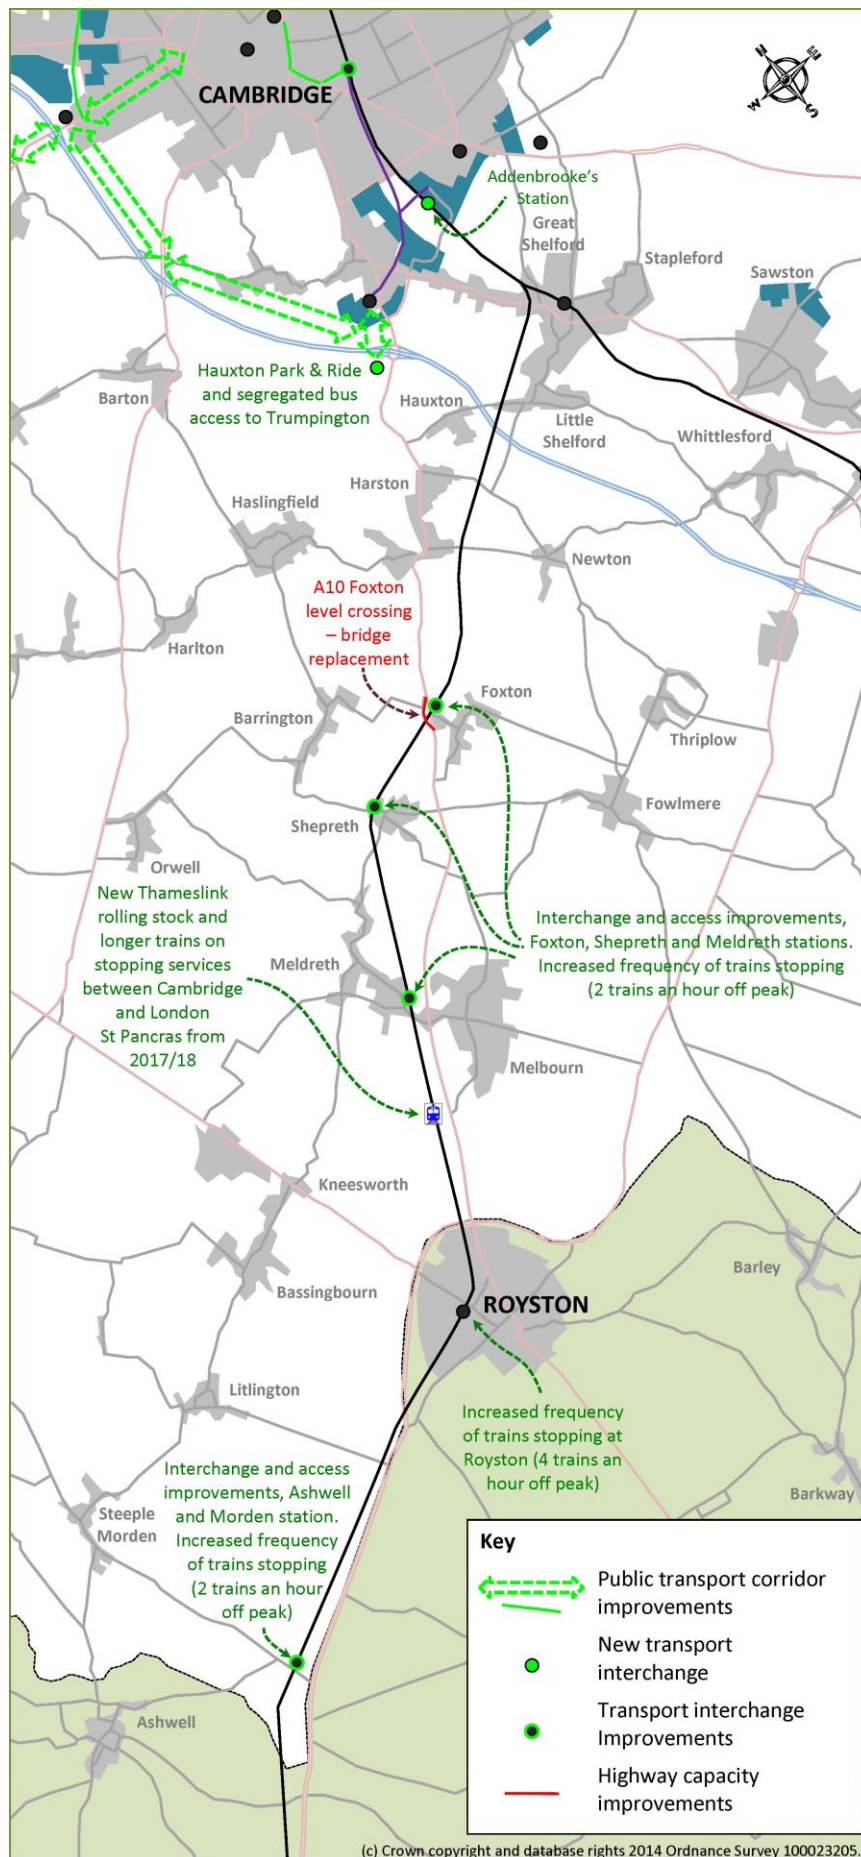 N
E
W
S
CAMBRIDGE
Addenbrooke's
Station
Great
Shelford
Stapleford
Sawston
Hauxton Park & Ride
and segregated bus
access to Trumpington
Barton
Hauxton
Little
Shelford
Whittlesford
Harston
Haslingfield
Newton
A10 Foxton
level crossing
– bridge
replacement
Harlton
Foxton
Barrington
Thriplow
Shepreth
Fowlmere
Orwell
New Thameslink
rolling stock and
longer trains on
stopping services
between Cambridge
and London
St Pancras from
2017/18
Interchange and access improvements,
Foxton, Shepreth and Meldreth stations.
Increased frequency of trains stopping
(2 trains an hour off peak)
Meldreth
Melbourn
Kneesworth
Barley
Bassingbourn
ROYSTON
Litlington
Increased frequency
of trains stopping at
Royston (4 trains an
hour off peak)
Interchange and access
improvements, Ashwell
and Morden station.
Increased frequency
of trains stopping
(2 trains an hour
off peak)
Steeple
Morden
Barkway
Ashwell
Key
Public transport corridor
improvements
New transport
interchange
Transport interchange
Improvements
Highway capacity
improvements
(c) Crown copyright and database rights 2014 Ordnance Survey 100023205.